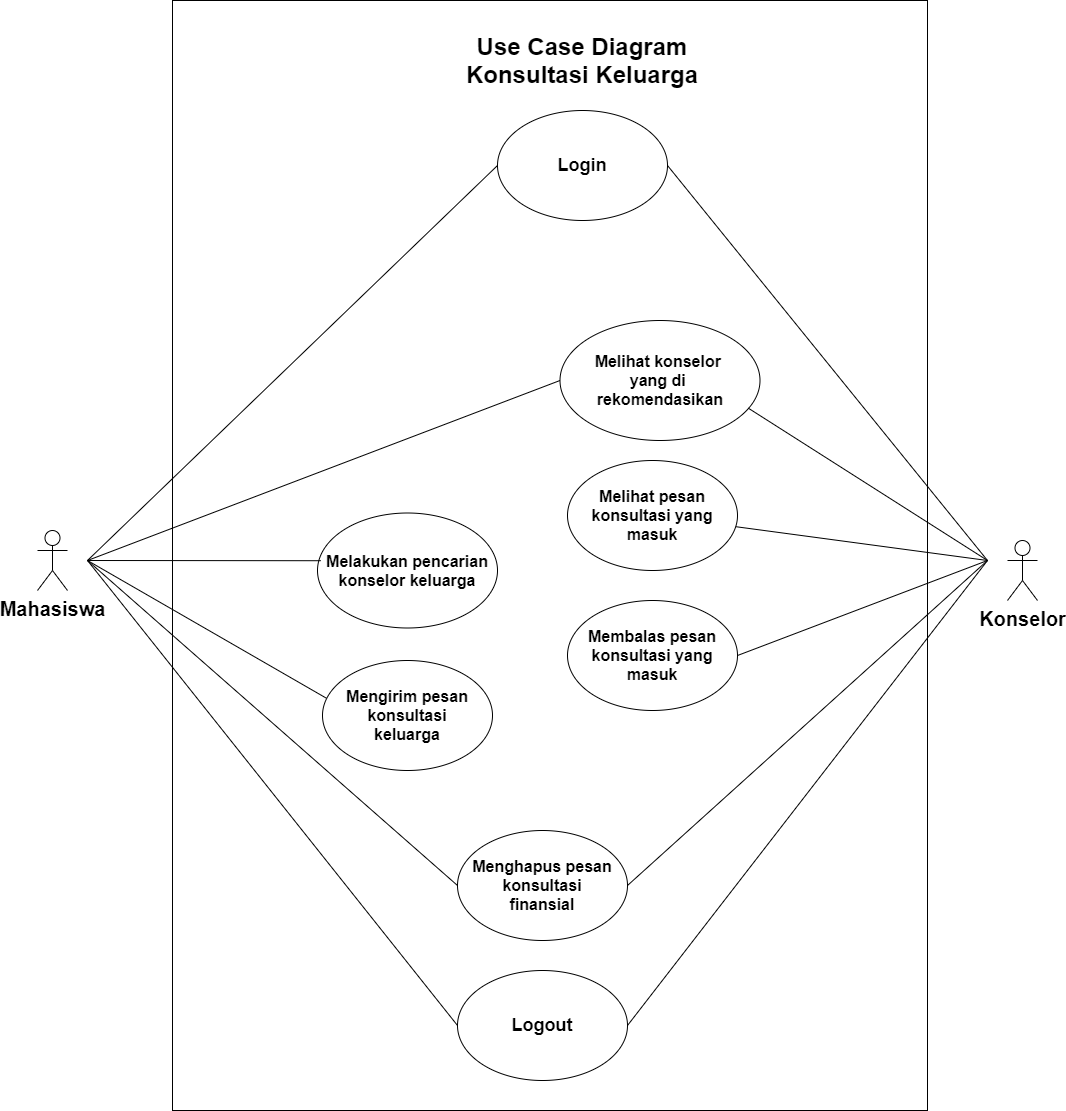 Use Case Diagram
Konsultasi Keluarga
Login
Melihat konselor
yang di
rekomendasikan
Melihat pesan
konsultasi yang
masuk
Melakukan pencarian
konselor keluarga
Mahasiswa
Konselor
Membalas pesan
konsultasi yang
masuk
Mengirim pesan
konsultasi
keluarga
Menghapus pesan
konsultasi
finansial
Logout